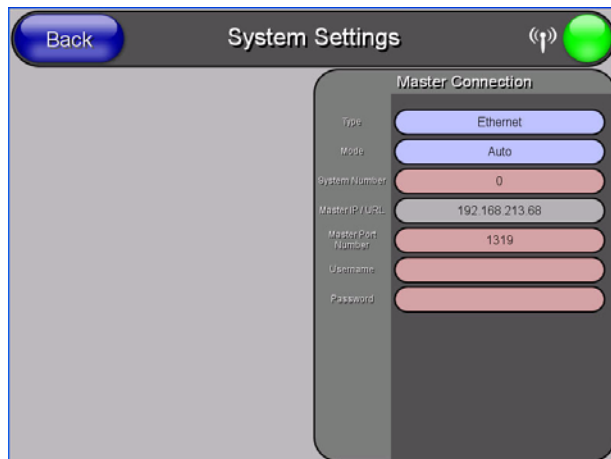 Back
System Settings
Master Connection
Type
Ethernet
Mode
Auto
System Number
0
Master IP / URL
192.168.213.68
Master Port
Number
1319
Username
Password